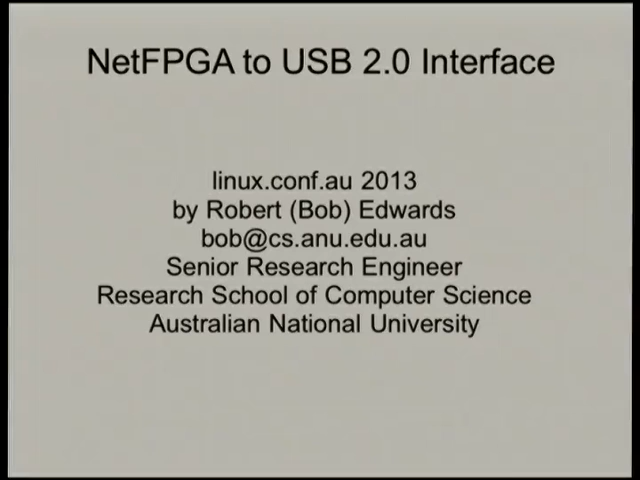 NetFPGA to USB 2.0 Interface
linux.conf.au 2013
by Robert (Bob) Edwards
bob@cs.anu.edu.au
Senior Research Engineer
Research School of Computer Science
Australian National University